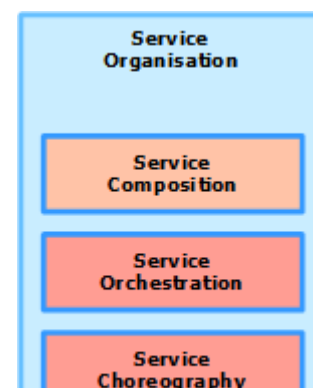 Service
Organisation
Service
Composition
Service
Orchestration
Service
Choreography